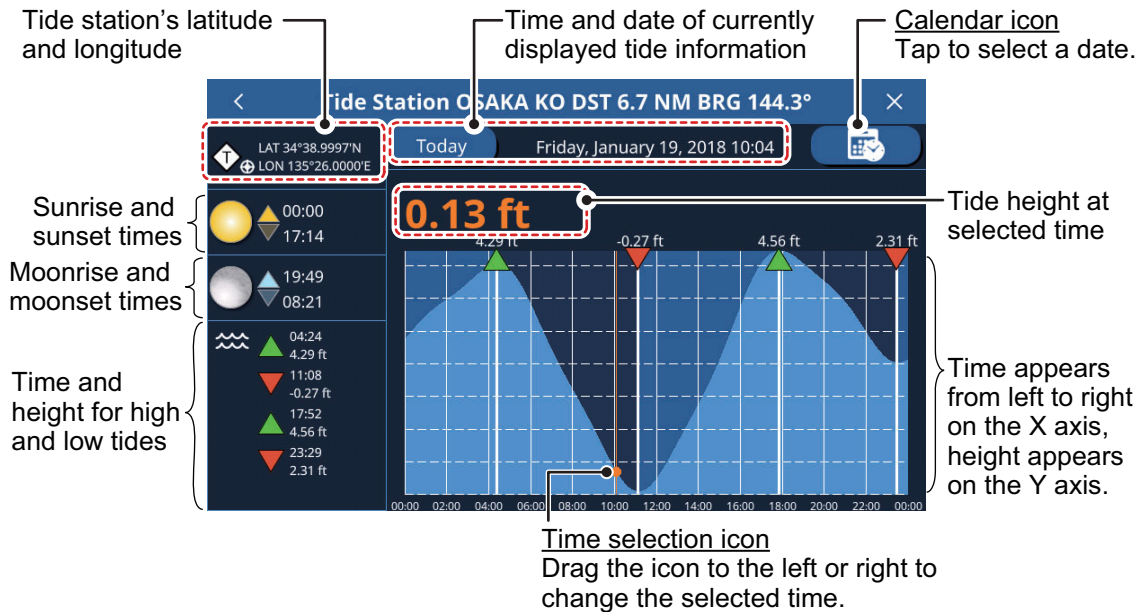 Tide station's latitude
and longitude
Time and date of currently
displayed tide information
Calendar icon
Tap to select a date.
Tide Station OSAKA KO DST 6.7 NM BRG 144.3°
T
LAT 34°38.9997'N
LON 135°26.0000'E
Today
Friday, January 19, 2018 10:04
Sunrise and
sunset times
00:00
17:14
0.13 ft
Tide height at
selected time
4.29 ft
-0.27 ft
4.56 ft
2.31 ft
Moonrise and
moonset times
19:49
08:21
Time and
height for high
and low tides
04:24
4.29 ft
11:08
-0.27 ft
17:52
4.56 ft
23:29
2.31 ft
Time appears
from left to right
on the X axis,
height appears
on the Y axis.
00:00 02:00 04:00 06:00 08:00 10:00 12:00 14:00 16:00 18:00 20:00 22:00 00:00
Time selection icon
Drag the icon to the left or right to
change the selected time.